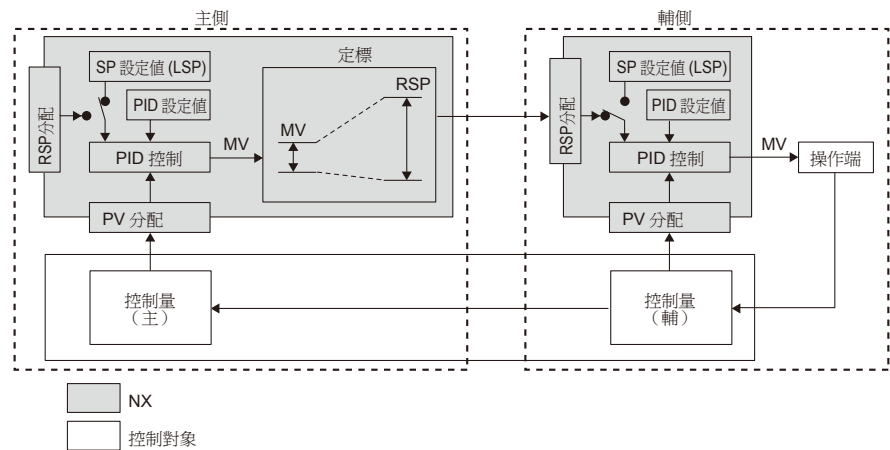 主側
定標
SP 設定值 (LSP)
PID 設定值
RSP分配
PID 控制
MV
MV
RSP
PV 分配
控制量
（主）
輔側
SP 設定值 (LSP)
PID 設定值
RSP分配
PID 控制
MV
操作端
PV 分配
控制量
（輔）
NX
控制對象